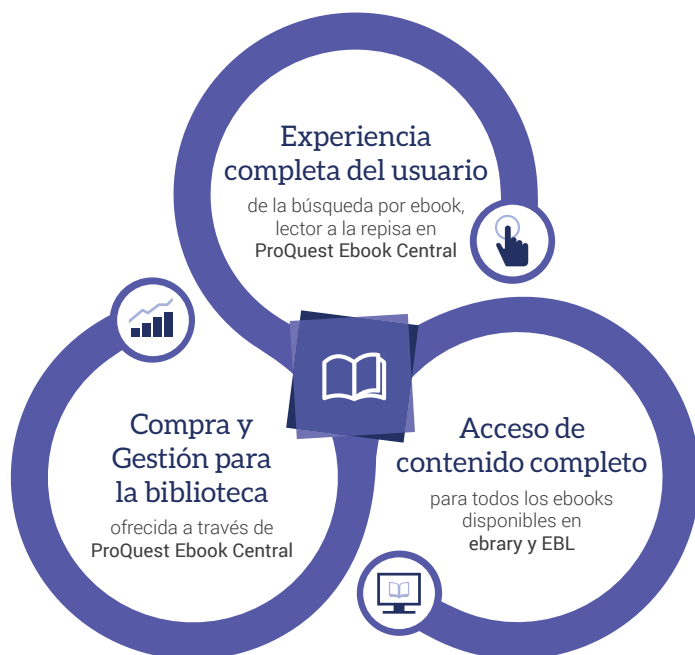 Experiencia
completa del usuario
de la búsqueda por ebook,
lector a la repisa en
ProQuest Ebook Central
Compra y
Gestión para
la biblioteca
ofrecida a través de
ProQuest Ebook Central
Acceso de
contenido completo
para todos los ebooks
disponibles en
ebrary y EBL